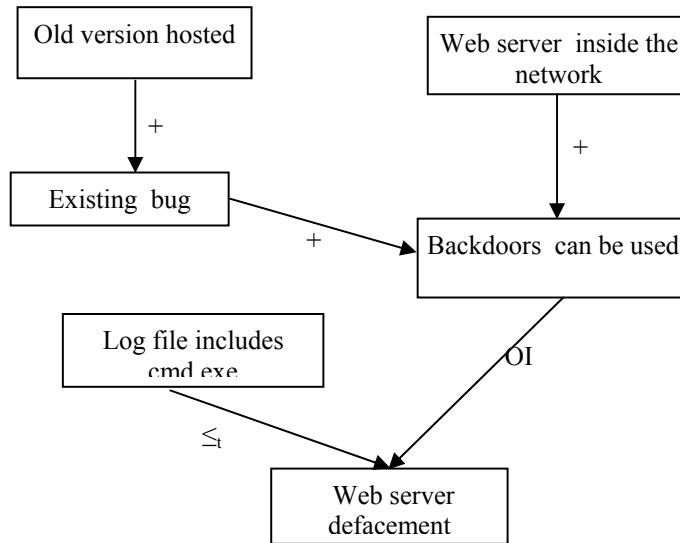 Old version hosted
Web server inside the
network
+
+
Existing bug
+
Backdoors can be used
Log file includes
cmd exe
OI
≤t
Web server
defacement